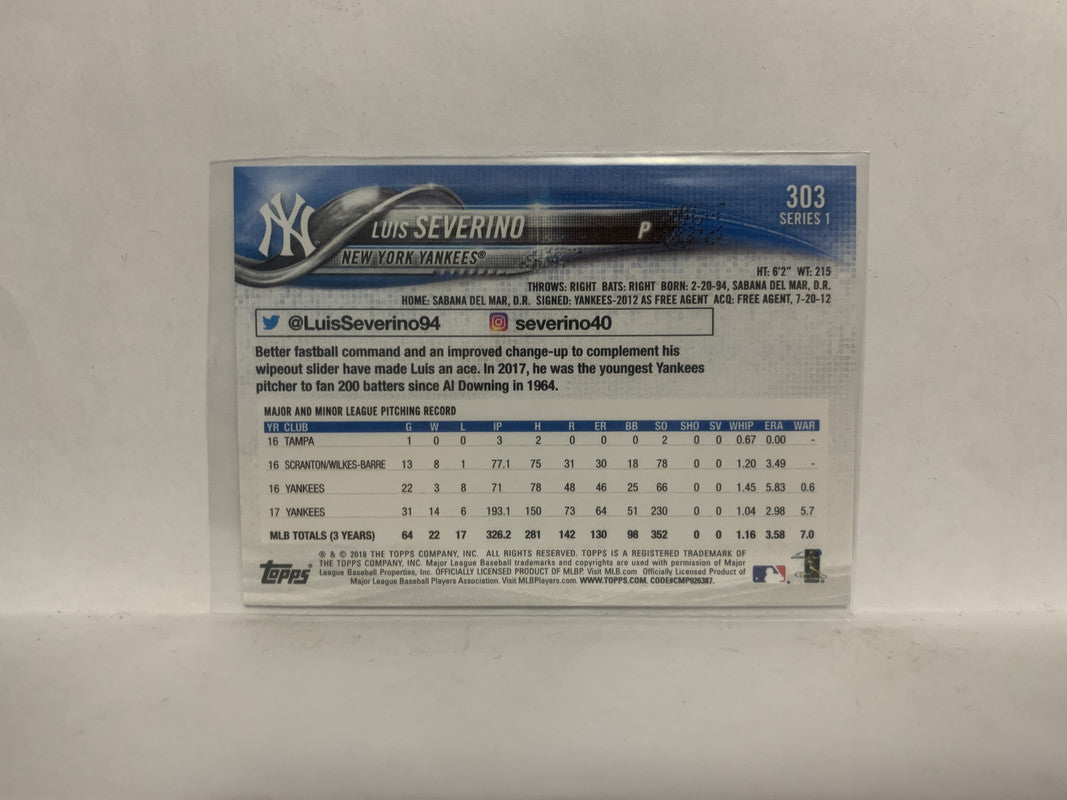 NY
303
SERIES 1
LUIS SEVERINO P
NEW YORK YANKEES®
HT: 6'2" WT: 215
THROWS: RIGHT BATS: RIGHT BORN: 2-20-94, SABANA DEL MAR, D.R.
HOME: SABANA DEL MAR, D.R. SIGNED: YANKEES-2012 AS FREE AGENT ACQ: FREE AGENT, 7-20-12
@LuisSeverino94 severino40
Better fastball command and an improved change-up to complement his
wipeout slider have made Luis an ace. In 2017, he was the youngest Yankees
pitcher to fan 200 batters since Al Downing in 1964.
MAJOR AND MINOR LEAGUE PITCHING RECORD
YR CLUB G W L IP H R ER BB SO SHO SV WHIP ERA WAR
16 TAMPA 1 0 0 3 2 0 0 0 2 0 0 0.67 0.00 -
16 SCRANTON/WILKES-BARRE 13 8 1 77.1 75 31 30 18 78 0 0 1.20 3.49 -
16 YANKEES 22 3 8 71 78 48 46 25 66 0 0 1.45 5.83 0.6
17 YANKEES 31 14 6 193.1 150 73 64 51 230 0 0 1.04 2.98 5.7
MLB TOTALS (3 YEARS) 64 22 17 326.2 281 142 130 98 352 0 0 1.16 3.58 7.0
® & © 2018 THE TOPPS COMPANY, INC. ALL RIGHTS RESERVED. TOPPS IS A REGISTERED TRADEMARK OF
THE TOPPS COMPANY, INC. Major League Baseball trademarks and copyrights are used with permission of Major
League Baseball Properties, Inc. OFFICIALLY LICENSED PRODUCT OF MLBP. Visit MLB.com Officially Licensed Product of
Major League Baseball Players Association. Visit MLBPlayers.com. WWW.TOPPS.COM. CODE#CMP026387.
Topps